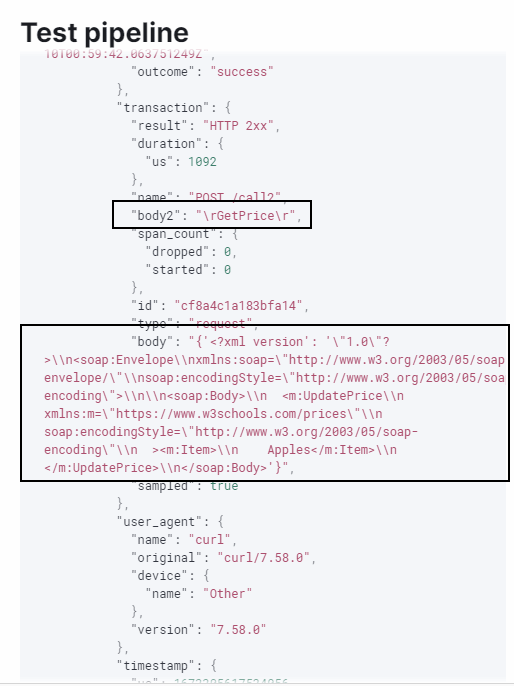 Test pipeline
10T00:59:42.063751249Z",
"outcome": "success"
},
"transaction": {
"result": "HTTP 2xx",
"duration": {
"us": 1092
},
"name": "POST /call2",
"body2": "\rGetPrice\r",
"span_count": {
"dropped": 0,
"started": 0
},
"id": "cf8a4c1a183bfa14",
"type": "request",
"body": "{'<?xml version': '\"1.0\"?
>\\n<soap:Envelope\\nxmlns:soap=\"http://www.w3.org/2003/05/soap
envelope/\"\\nsoap:encodingStyle=\"http://www.w3.org/2003/05/soa
encoding\">\\n\\n<soap:Body>\\n  <m:UpdatePrice\\n
xmlns:m=\"https://www.w3schools.com/prices\"\\n
soap:encodingStyle=\"http://www.w3.org/2003/05/soap-
encoding\"\\n  ><m:Item>\\n    Apples</m:Item>\\n
</m:UpdatePrice>\\n</soap:Body>'}",
"sampled": true
},
"user_agent": {
"name": "curl",
"original": "curl/7.58.0",
"device": {
"name": "Other"
},
"version": "7.58.0"
},
"timestamp": {